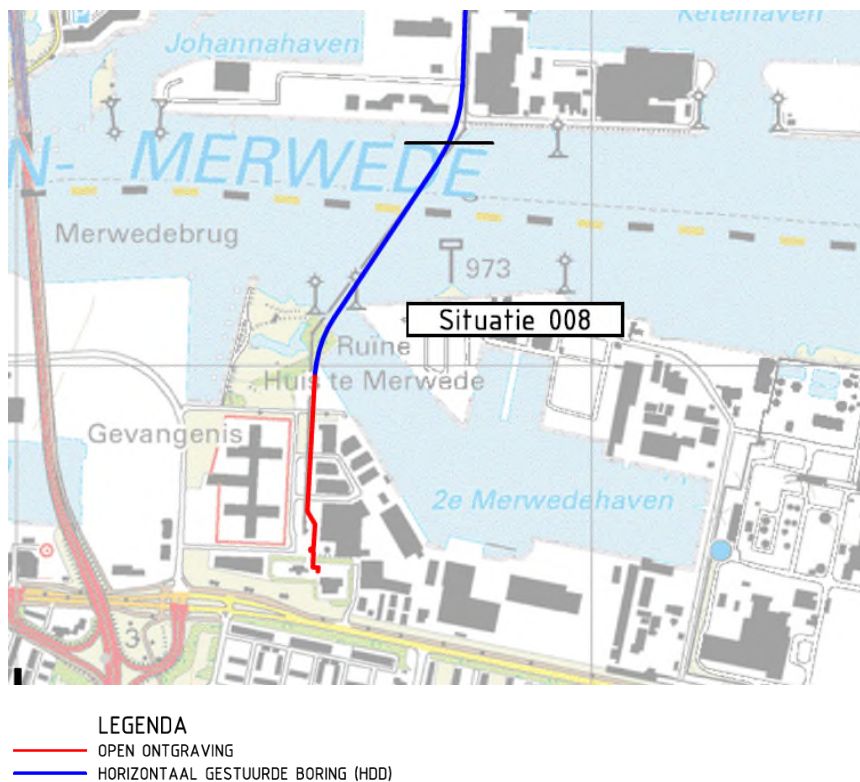 Johannahaven
Ketelhaven
N- MERWEDE
Merwedebrug
973
Situatie 008
Ruïne
Huis te Merwede
Gevangenis
2e Merwedehaven
3
LEGENDA
OPEN ONTGRAVING
HORIZONTAAL GESTUURDE BORING (HDD)